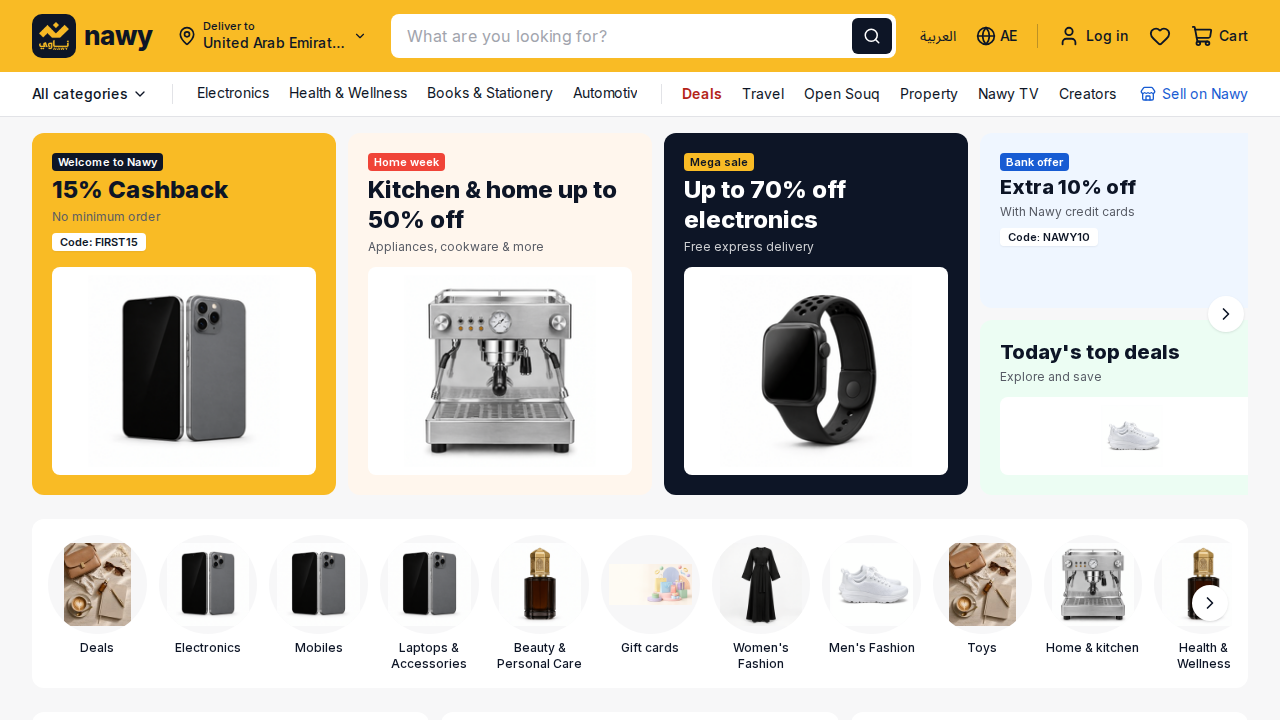 ناوي
NAWY
nawy
Deliver to
United Arab Emirat...
What are you looking for?
العربية
AE
Log in
Cart
All categories
Electronics
Health & Wellness
Books & Stationery
Automotiv
Deals
Travel
Open Souq
Property
Nawy TV
Creators
Sell on Nawy
Welcome to Nawy
15% Cashback
No minimum order
Code: FIRST15
Home week
Kitchen & home up to
50% off
Appliances, cookware & more
Mega sale
Up to 70% off
electronics
Free express delivery
Bank offer
Extra 10% off
With Nawy credit cards
Code: NAWY10
Today's top deals
Explore and save
Deals
Electronics
Mobiles
Laptops &
Accessories
Beauty &
Personal Care
Gift cards
Women's
Fashion
Men's Fashion
Toys
Home & kitchen
Health &
Wellness